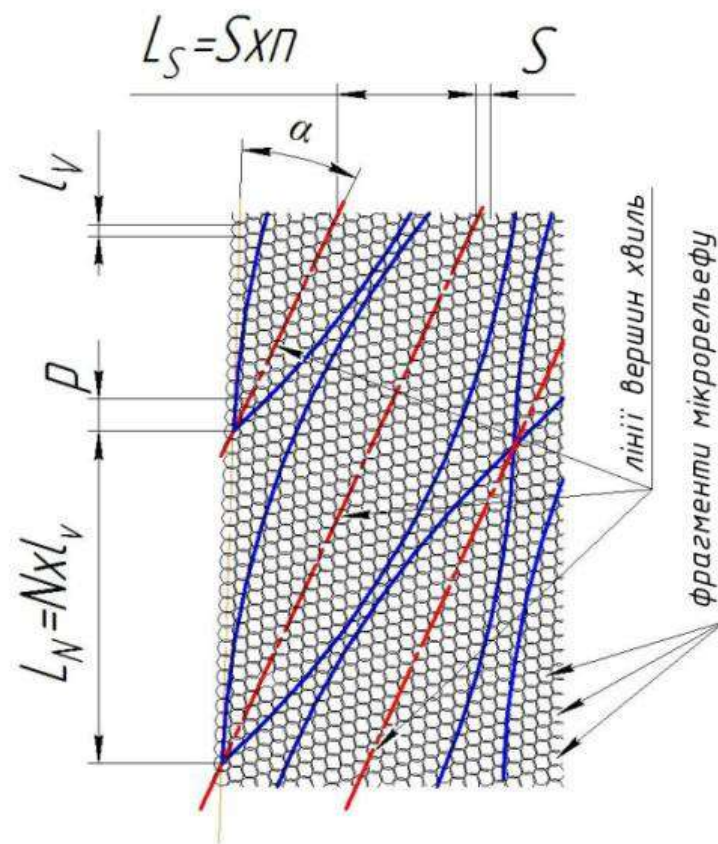 L_S=Sxn
S
α
l_v
лінії вершин хвиль
p
L_N=Nxl_v
фрагменти мікрорельєфу